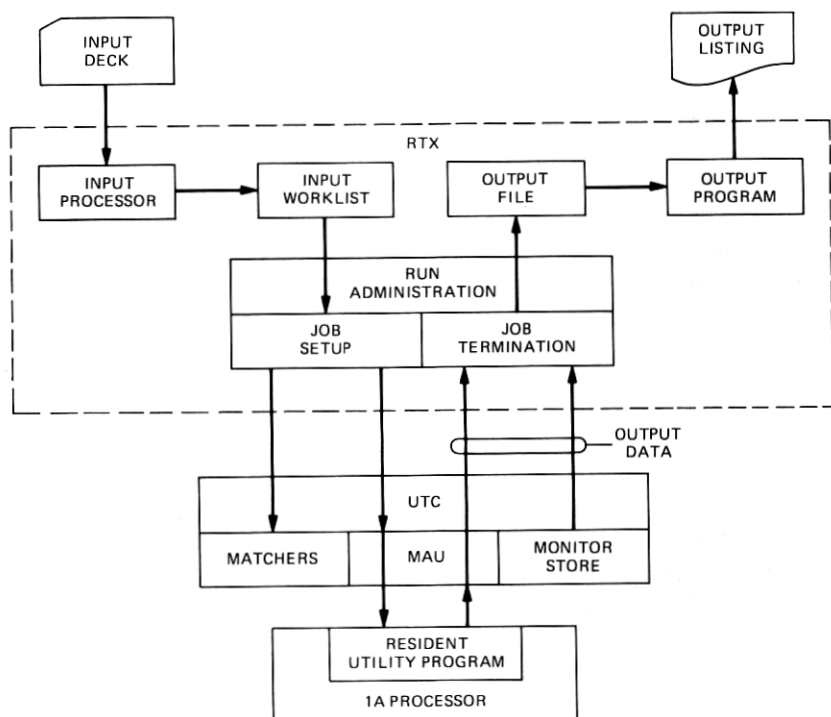 INPUT
DECK
OUTPUT
LISTING
RTX
INPUT
PROCESSOR
INPUT
WORKLIST
OUTPUT
FILE
OUTPUT
PROGRAM
RUN
ADMINISTRATION
JOB
SETUP
JOB
TERMINATION
OUTPUT
DATA
UTC
MATCHERS
MAU
MONITOR
STORE
RESIDENT
UTILITY PROGRAM
1A PROCESSOR